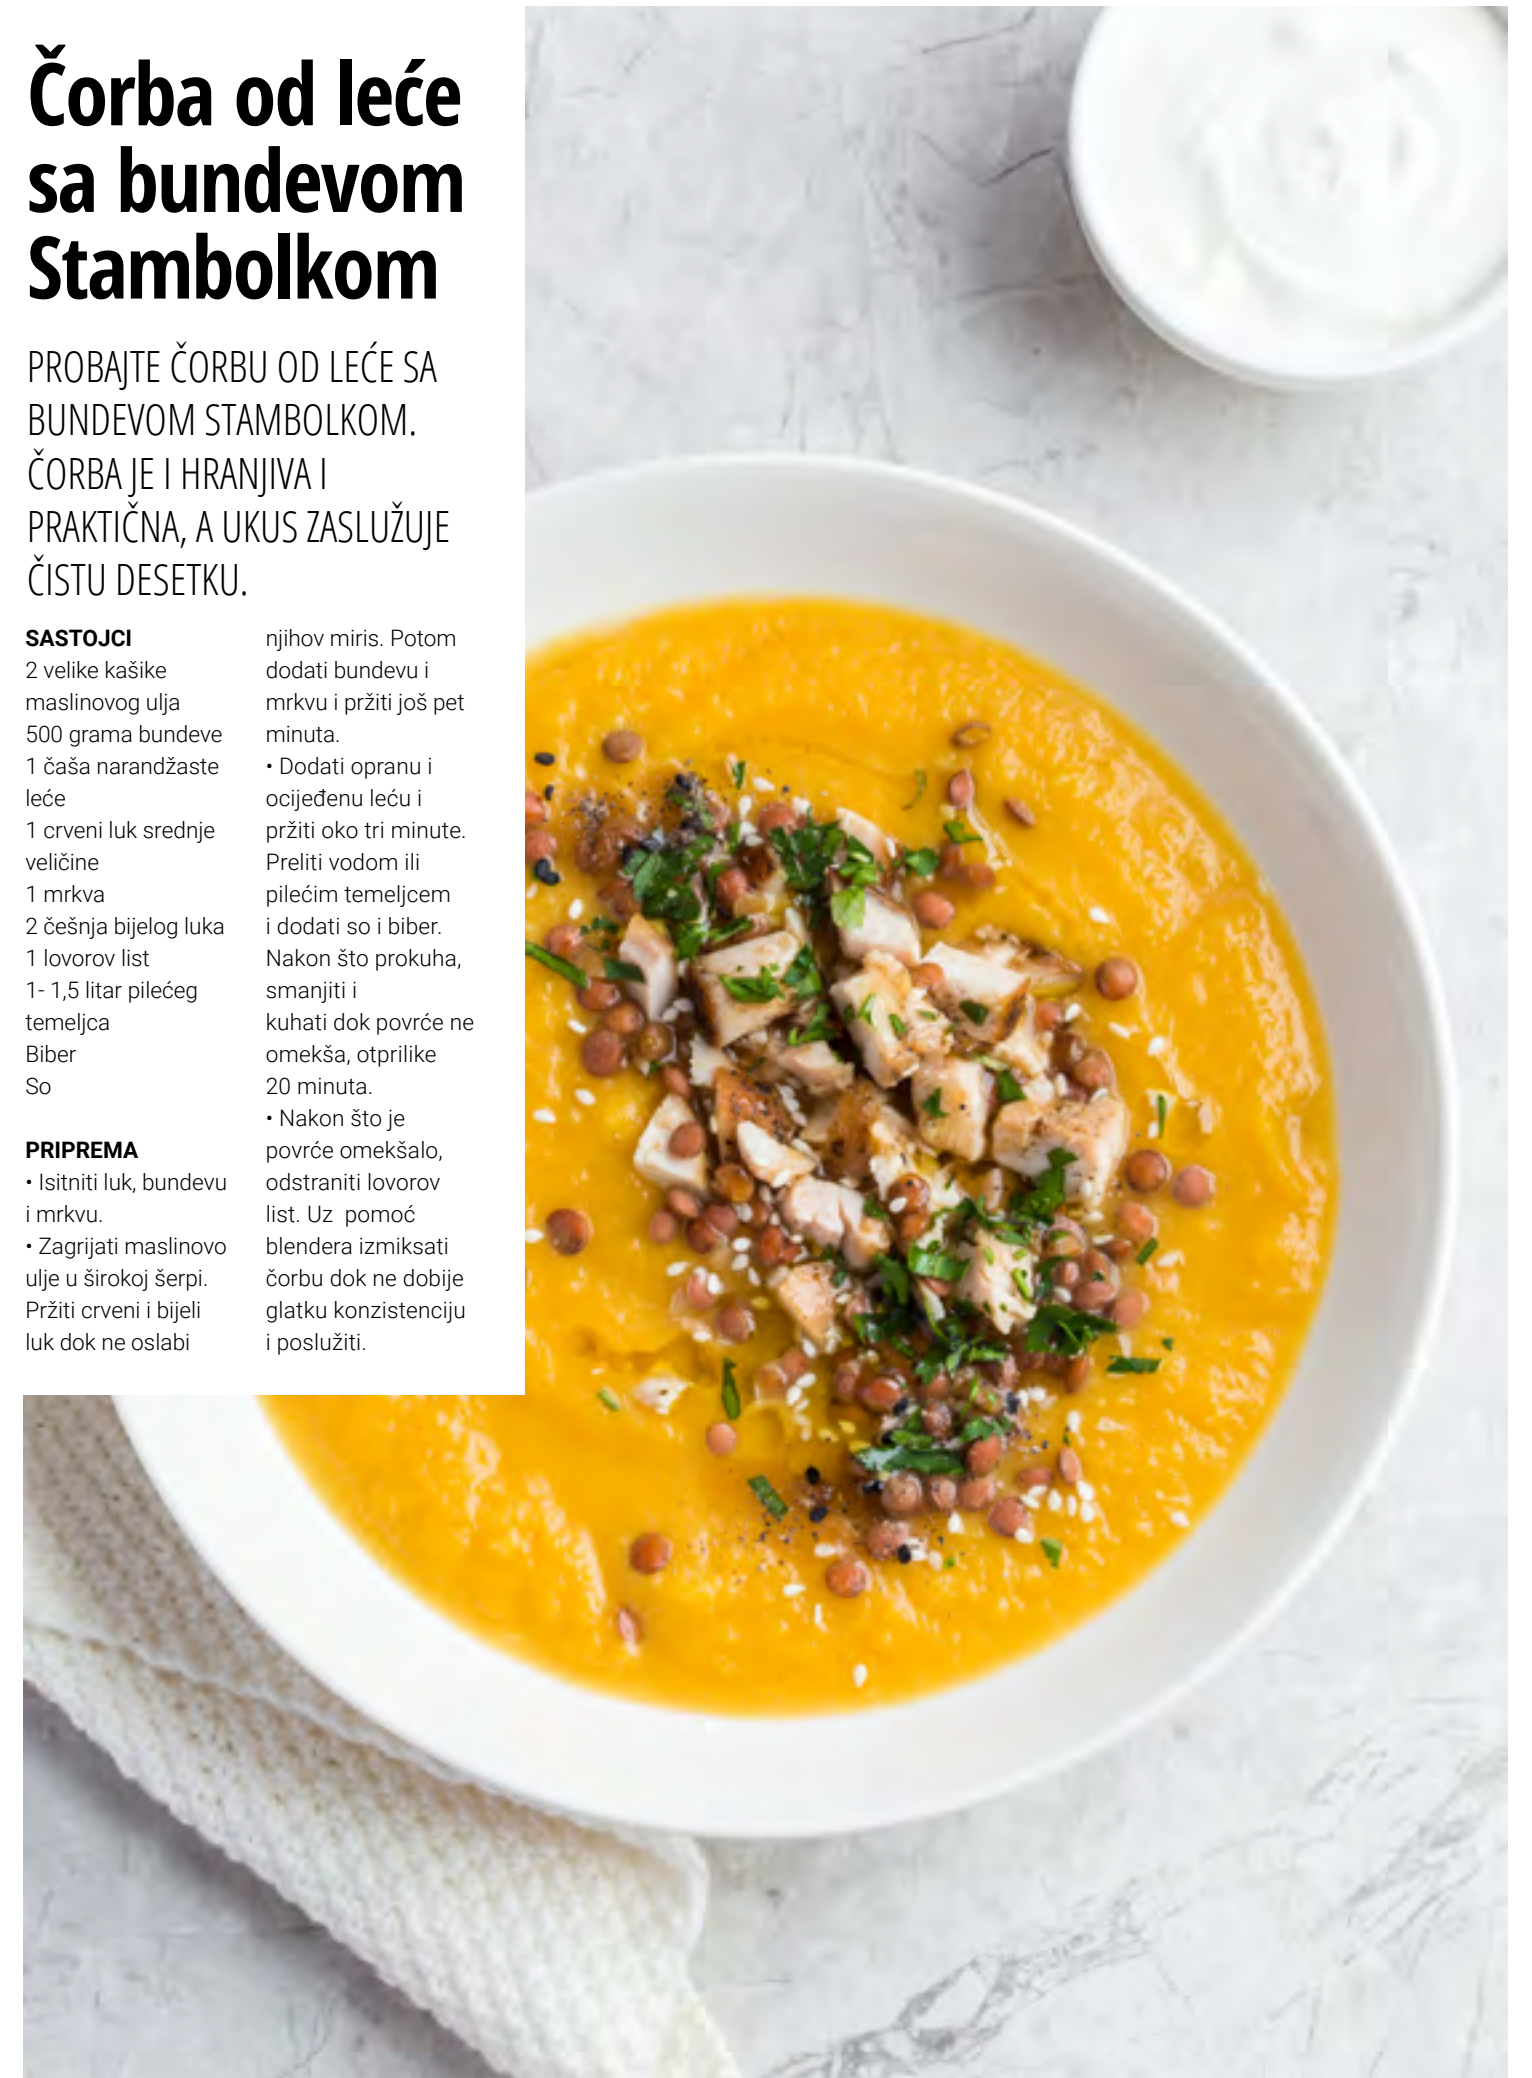 Čorba od leće
sa bundevom
Stambolkom
PROBAJTE ČORBU OD LEĆE SA
BUNDEVOM STAMBOLKOM.
ČORBA JE I HRANJIVA I
PRAKTIČNA, A UKUS ZASLUŽUJE
ČISTU DESETKU.
SASTOJCI
2 velike kašike
maslinovog ulja
500 grama bundeve
1 čaša narandžaste
leće
1 crveni luk srednje
veličine
1 mrkva
2 češnja bijelog luka
1 lovorov list
1- 1,5 litar pilećeg
temeljca
Biber
So
PRIPREMA
• Isitniti luk, bundevu
i mrkvu.
• Zagrijati maslinovo
ulje u širokoj šerpi.
Pržiti crveni i bijeli
luk dok ne oslabi
njihov miris. Potom
dodati bundevu i
mrkvu i pržiti još pet
minuta.
• Dodati opranu i
ocijeđenu leću i
pržiti oko tri minute.
Preliti vodom ili
pilećim temeljcem
i dodati so i biber.
Nakon što prokuha,
smanjiti i
kuhati dok povrće ne
omekša, otprilike
20 minuta.
• Nakon što je
povrće omekšalo,
odstraniti lovorov
list. Uz  pomoć
blendera izmiksati
čorbu dok ne dobije
glatku konzistenciju
i poslužiti.